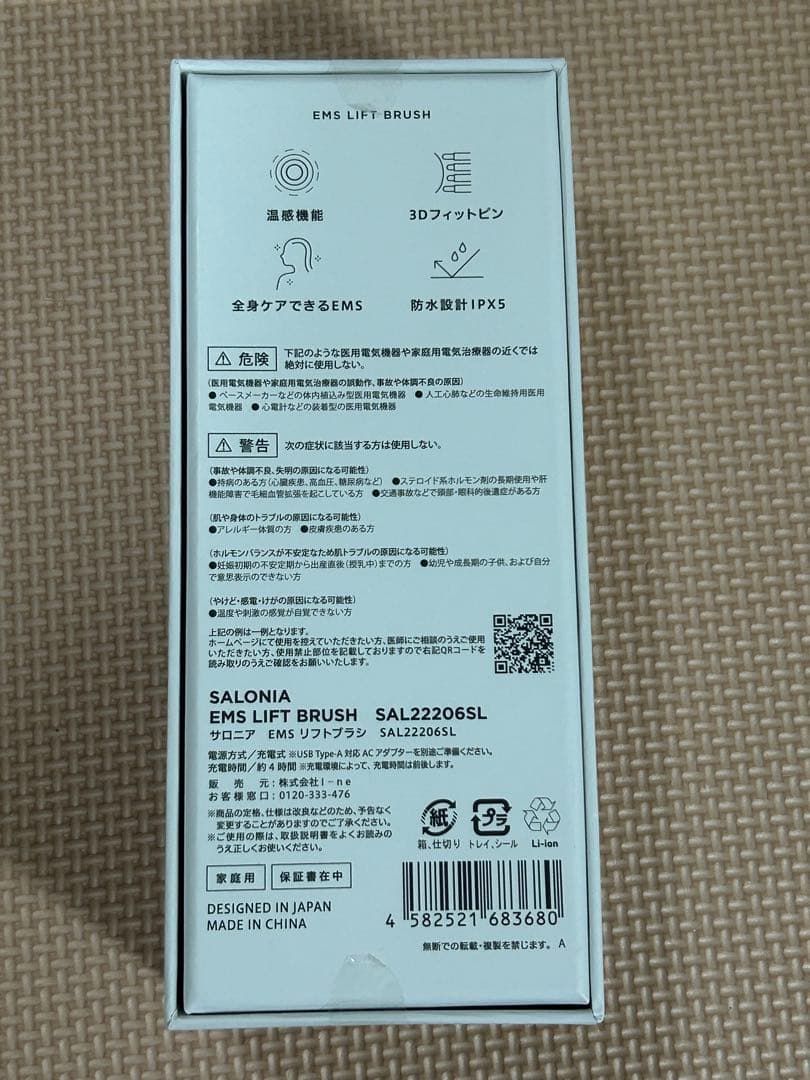 EMS LIFT BRUSH
温感機能
3Dフィットピン
全身ケアできるEMS
防水設計IPX5
危険 下記のような医用電気機器や家庭用電気治療器の近くでは
絶対に使用しない。
(医用電気機器や家庭用電気治療器の誤動作、事故や体調不良の原因)
●ペースメーカーなどの体内植込み型医用電気機器 ●人工心肺などの生命維持用医用
電気機器 ●心電計などの装着型の医用電気機器
警告 次の症状に該当する方は使用しない。
(事故や体調不良、失明の原因になる可能性)
●持病のある方(心臓疾患、高血圧、糖尿病など) ●ステロイド系ホルモン剤の長期使用や肝
機能障害で毛細血管拡張を起こしている方 ●交通事故などで頭部・眼科的後遺症がある方
(肌や身体のトラブルの原因になる可能性)
●アレルギー体質の方 ●皮膚疾患のある方
(ホルモンバランスが不安定なため肌トラブルの原因になる可能性)
●妊娠初期の不安定期から出産直後(授乳中)までの方 ●幼児や成長期の子供、および自分
で意思表示のできない方
(やけど・感電・けがの原因になる可能性)
●温度や刺激の感覚が自覚できない方
上記の例は一例となります。
ホームページにて使用を控えていただきたい方、医師にご相談のうえご使用
いただきたい方、使用禁止部位を記載しておりますので右記QRコードを
読み取りのうえご確認をお願いいたします。
SALONIA
EMS LIFT BRUSH SAL22206SL
サロニア EMS リフトブラシ SAL22206SL
電源方式/充電式 ※USB Type-A 対応 AC アダプターを別途ご準備ください。
充電時間/約4時間 ※充電環境によって、充電時間は前後します。
販売元:株式会社I-ne
お客様窓口:0120-333-476
※商品の定格、仕様は改良などのため、予告なく
変更することがありますのでご了承ください。
※ご使用の際は、取扱説明書をよくお読みの
うえ正しくお使いください。
紙
プラ
箱、仕切り トレイ、シール Li-ion
家庭用 保証書在中
DESIGNED IN JAPAN
MADE IN CHINA
4 582521 683680
無断での転載・複製を禁じます。 A